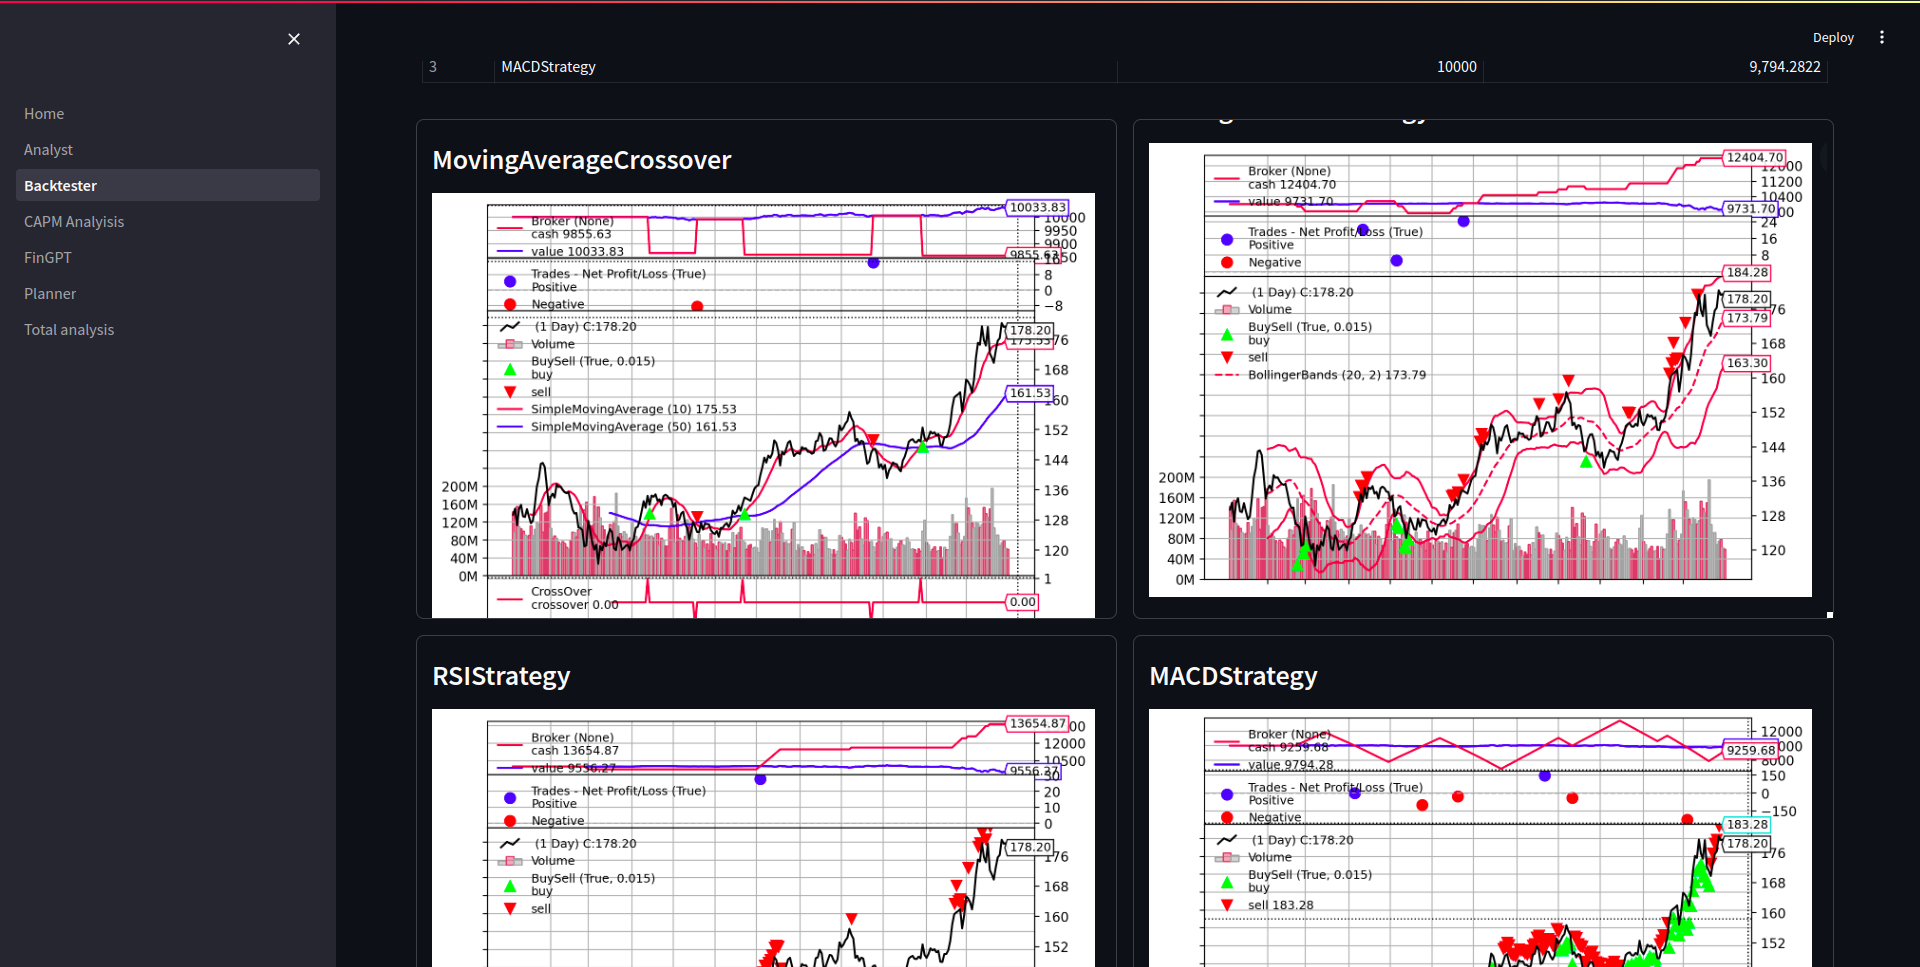 Deploy
Home
Analyst
Backtester
CAPM Analyisis
FinGPT
Planner
Total analysis
3 MACDStrategy 10000 9,794.2822
MovingAverageCrossover
Broker (None)
cash 9855.63
value 10033.83
10033.83
10000
9950
9900
9855.63
Trades - Net Profit/Loss (True)
Positive
Negative
8
0
−8
(1 Day) C:178.20
Volume
BuySell (True, 0.015)
buy
sell
SimpleMovingAverage (10) 175.53
SimpleMovingAverage (50) 161.53
178.20
175.53
176
168
161.53
160
152
144
136
128
120
200M
160M
120M
80M
40M
0M
CrossOver
crossover 0.00
1
0.00
Broker (None)
cash 12404.70
value 9731.70
12404.70
12000
11200
10400
9731.70
Trades - Net Profit/Loss (True)
Positive
Negative
24
16
8
(1 Day) C:178.20
Volume
BuySell (True, 0.015)
buy
sell
BollingerBands (20, 2) 173.79
184.28
178.20
173.79
168
163.30
160
152
144
136
128
120
200M
160M
120M
80M
40M
0M
RSIStrategy
Broker (None)
cash 13654.87
value 9556.27
13654.87
12000
10500
9556.27
Trades - Net Profit/Loss (True)
Positive
Negative
20
10
0
(1 Day) C:178.20
Volume
BuySell (True, 0.015)
buy
sell
178.20
176
168
160
152
MACDStrategy
Broker (None)
cash 9259.68
value 9794.28
12000
9259.68
8000
Trades - Net Profit/Loss (True)
Positive
Negative
150
0
−150
(1 Day) C:178.20
Volume
BuySell (True, 0.015)
buy
sell 183.28
183.28
178.20
176
168
160
152